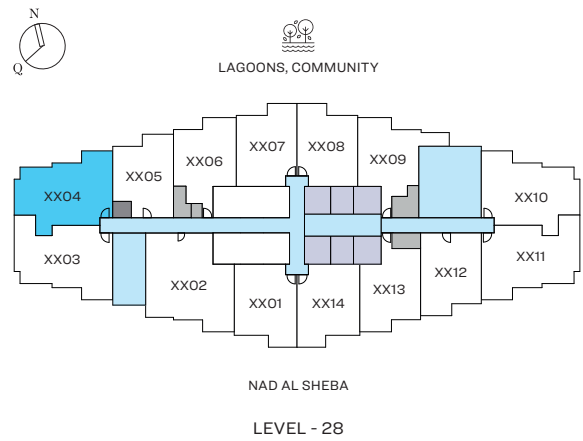 N
Q
LAGOONS, COMMUNITY
XX07
XX08
XX06
XX09
XX05
XX04
XX10
XX03
XX11
XX02
XX12
XX13
XX01
XX14
NAD AL SHEBA
LEVEL - 28